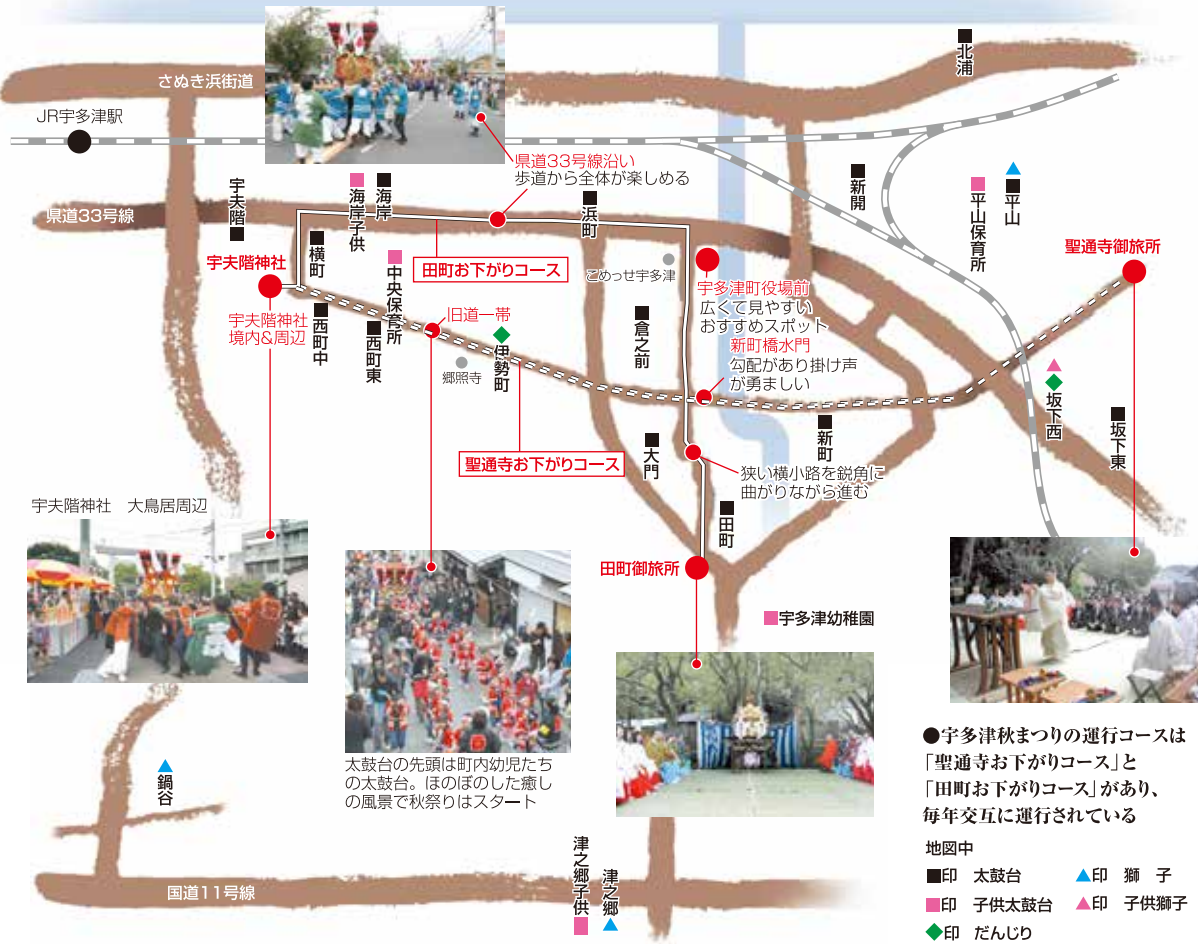 さぬき浜街道
JR宇多津駅
県道33号線
北浦
県道33号線沿い
歩道から全体が楽しめる
宇夫階
海岸子供
海岸
浜町
新開
平山保育所
平山
聖通寺御旅所
宇夫階神社
横町
中央保育所
田町お下がりコース
こめっせ宇多津
宇多津町役場前
広くて見やすい
おすすめスポット
新町橋水門
勾配があり掛け声
が勇ましい
宇夫階神社
境内&周辺
西町中
西町東
旧道一帯
郷照寺
伊勢町
倉之前
坂下西
坂下東
新町
聖通寺お下がりコース
大門
狭い横小路を鋭角に
曲がりながら進む
田町
田町御旅所
宇多津幼稚園
宇夫階神社　大鳥居周辺
太鼓台の先頭は町内幼児たち
の太鼓台。ほのぼのした癒し
の風景で秋祭りはスタート
鍋谷
国道11号線
津之郷子供
津之郷
●宇多津秋まつりの運行コースは
「聖通寺お下がりコース」と
「田町お下がりコース」があり、
毎年交互に運行されている
地図中
■印　太鼓台
▲印　獅　子
■印　子供太鼓台
▲印　子供獅子
◆印　だんじり